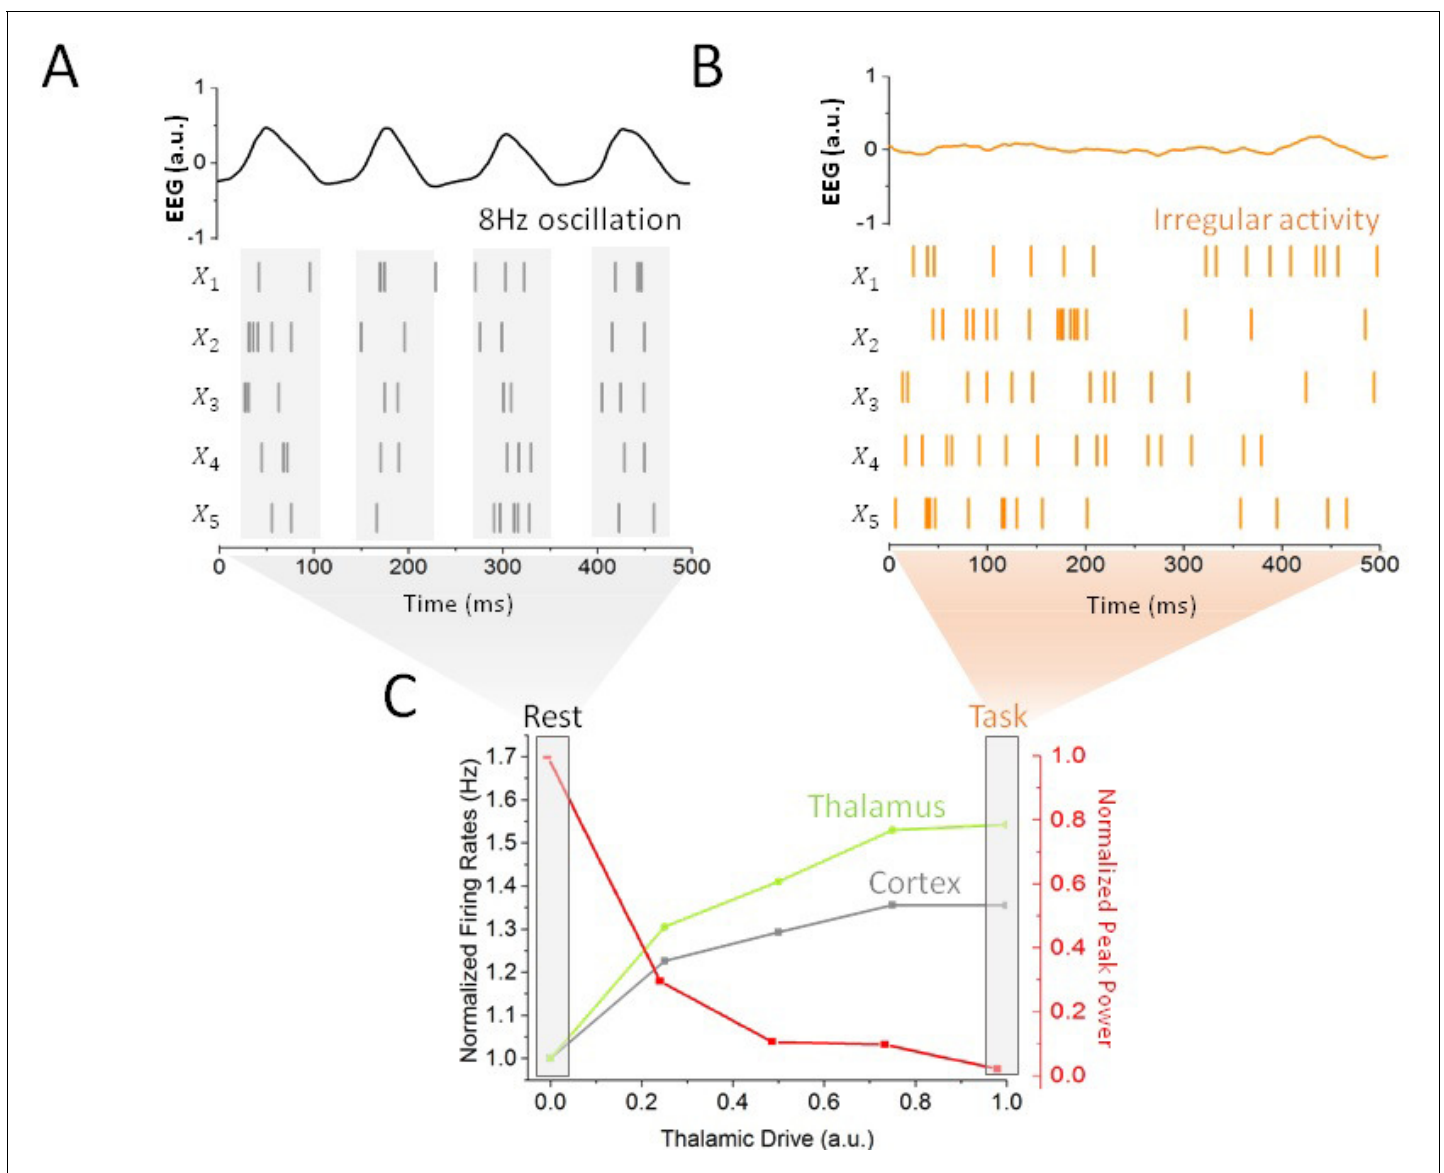 A
1
0
-1
EEG (a.u.)
8Hz oscillation
X1
X2
X3
X4
X5
0 100 200 300 400 500
Time (ms)
B
1
0
-1
EEG (a.u.)
Irregular activity
X1
X2
X3
X4
X5
0 100 200 300 400 500
Time (ms)
C
Rest
Task
Normalized Firing Rates (Hz)
1.7
1.6
1.5
1.4
1.3
1.2
1.1
1.0
Thalamus
Cortex
1.0
0.8
0.6
0.4
0.2
0.0
Normalized Peak Power
0.0 0.2 0.4 0.6 0.8 1.0
Thalamic Drive (a.u.)